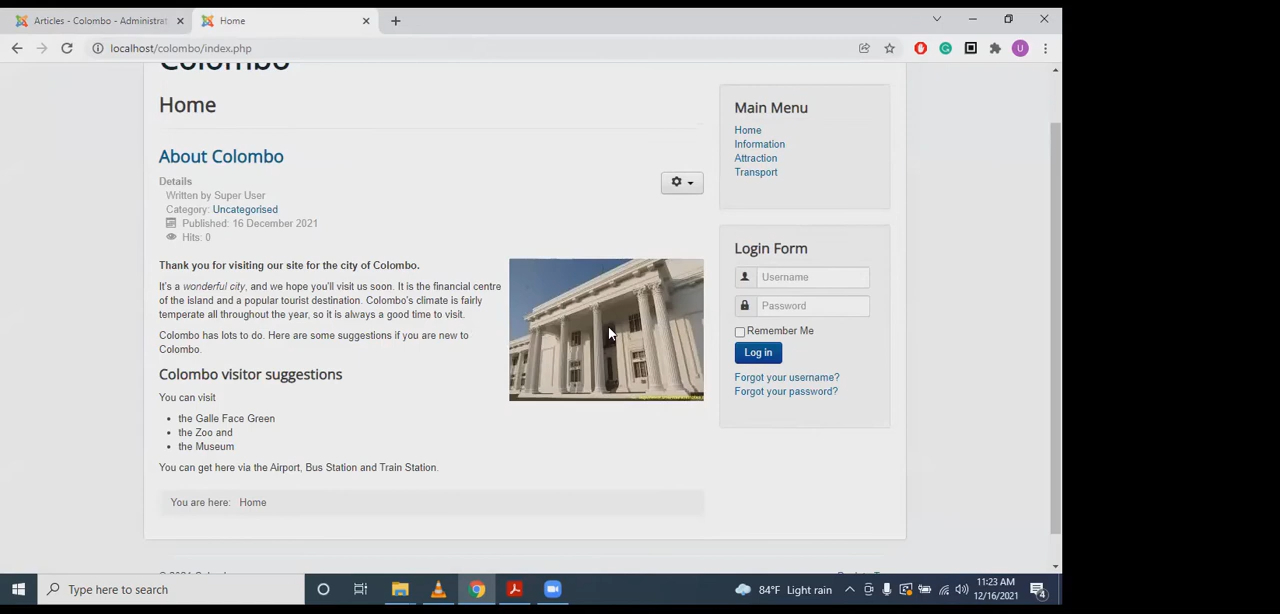 Articles - Colombo - Administrat
Home
localhost/colombo/index.php
U
Colombo
Home
About Colombo
Details
Written by Super User
Category: Uncategorised
Published: 16 December 2021
Hits: 0
Thank you for visiting our site for the city of Colombo.
It's a wonderful city, and we hope you'll visit us soon. It is the financial centre
of the island and a popular tourist destination. Colombo's climate is fairly
temperate all throughout the year, so it is always a good time to visit.
Colombo has lots to do. Here are some suggestions if you are new to
Colombo.
Colombo visitor suggestions
You can visit
the Galle Face Green
the Zoo and
the Museum
You can get here via the Airport, Bus Station and Train Station.
You are here: Home
Main Menu
Home
Information
Attraction
Transport
Login Form
Username
Password
Remember Me
Log in
Forgot your username?
Forgot your password?
Type here to search
84°F Light rain
11:23 AM
12/16/2021
4